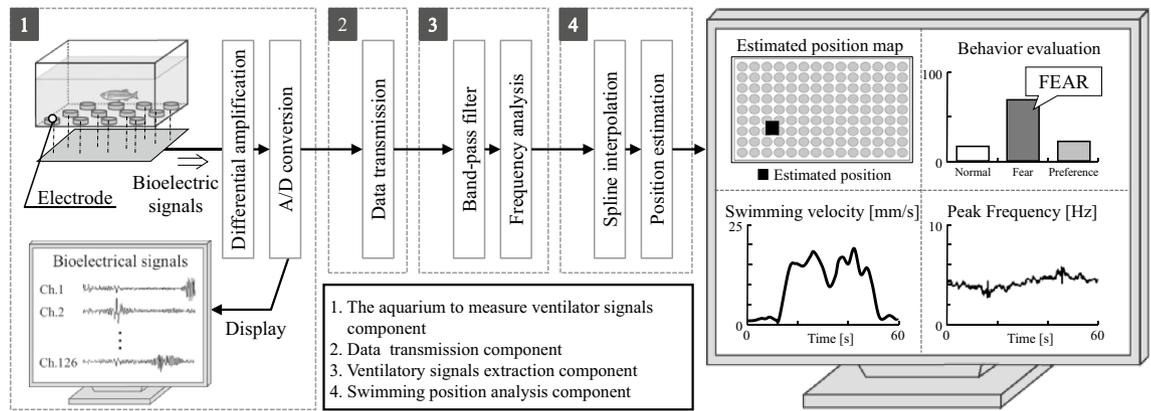 1
Electrode
Bioelectric
signals
Differential amplification
A/D conversion
Bioelectrical signals
Ch.1
Ch.2
Ch.126
Display
2
Data transmission
3
Band-pass filter
Frequency analysis
4
Spline interpolation
Position estimation
1. The aquarium to measure ventilator signals
component
2. Data transmission component
3. Ventilatory signals extraction component
4. Swimming position analysis component
Estimated position map
Estimated position
Behavior evaluation
100
FEAR
0
Normal Fear Preference
Swimming velocity [mm/s]
25
0
0 Time [s] 60
Peak Frequency [Hz]
10
0
0 Time [s] 60